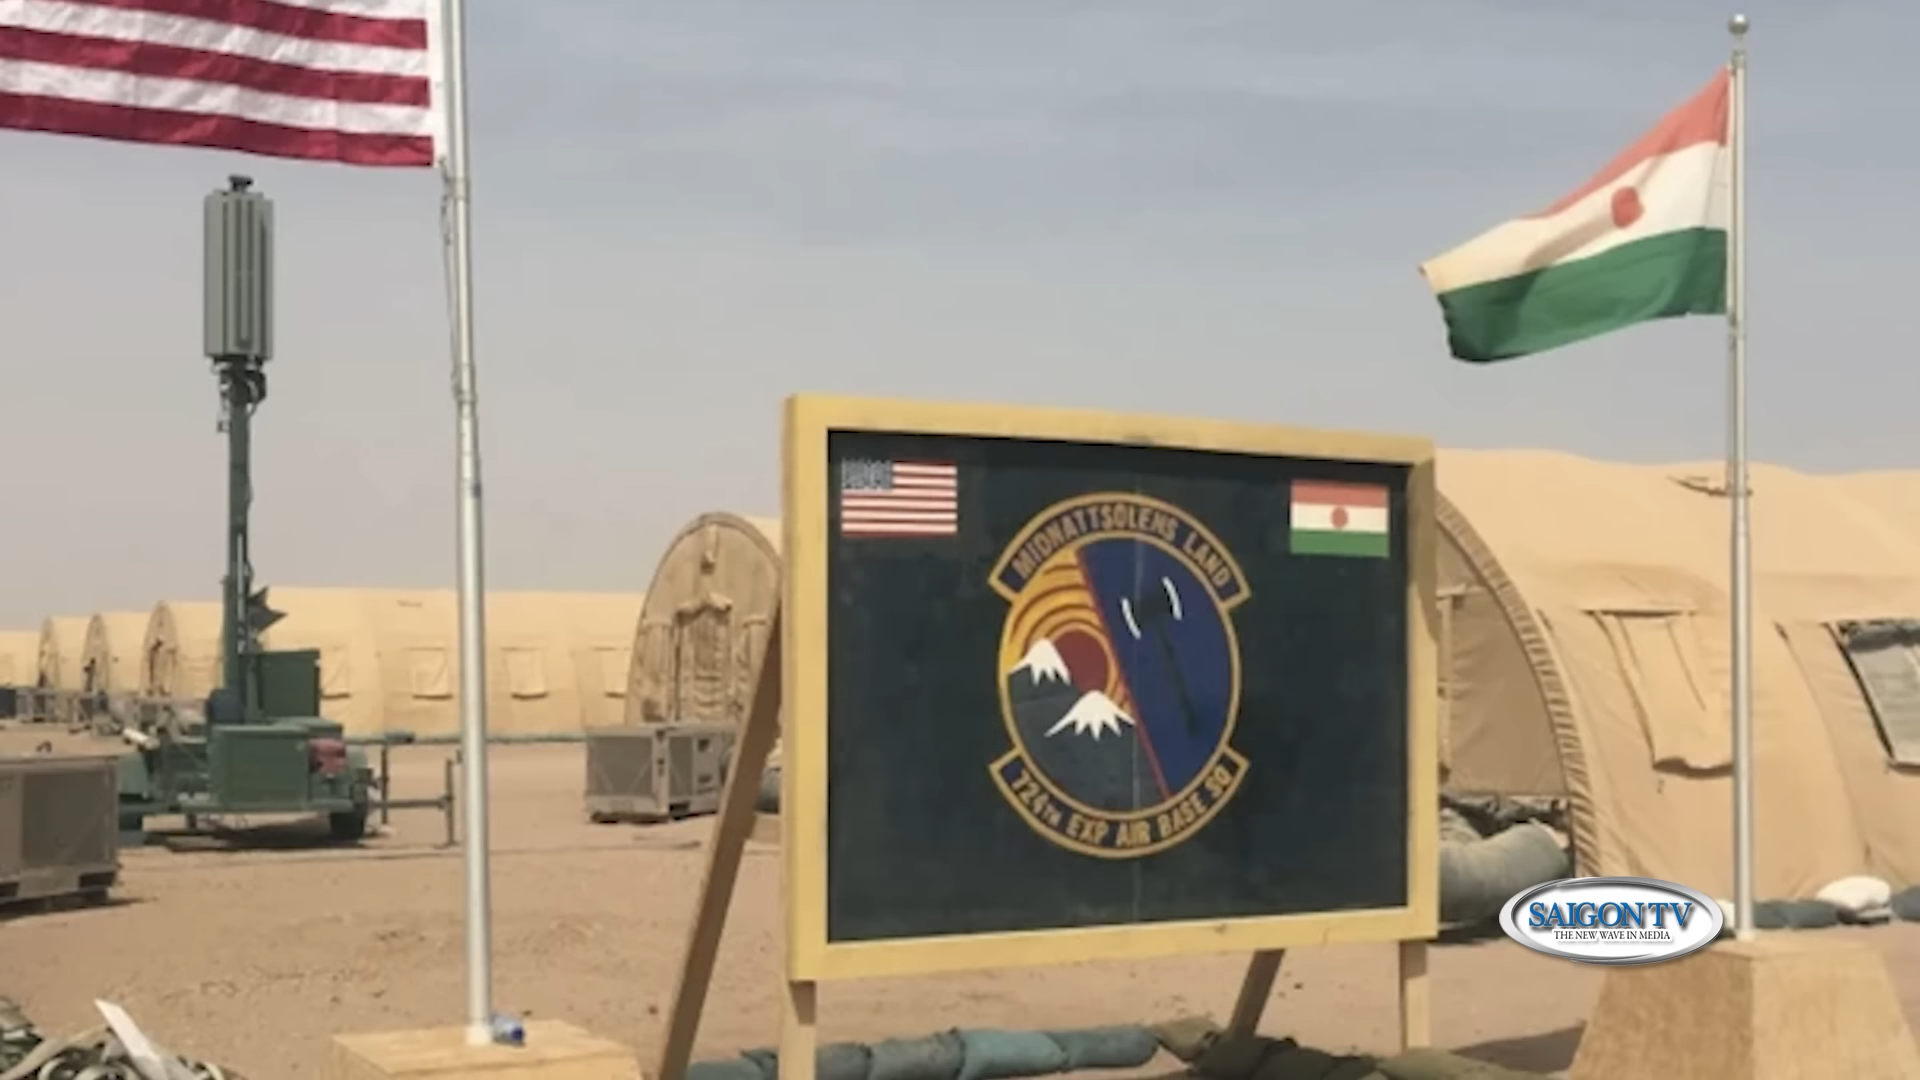 MIDNATTSOLENS LAND
724TH EXP AIR BASE SQ
SAIGON TV
THE NEW WAVE IN MEDIA